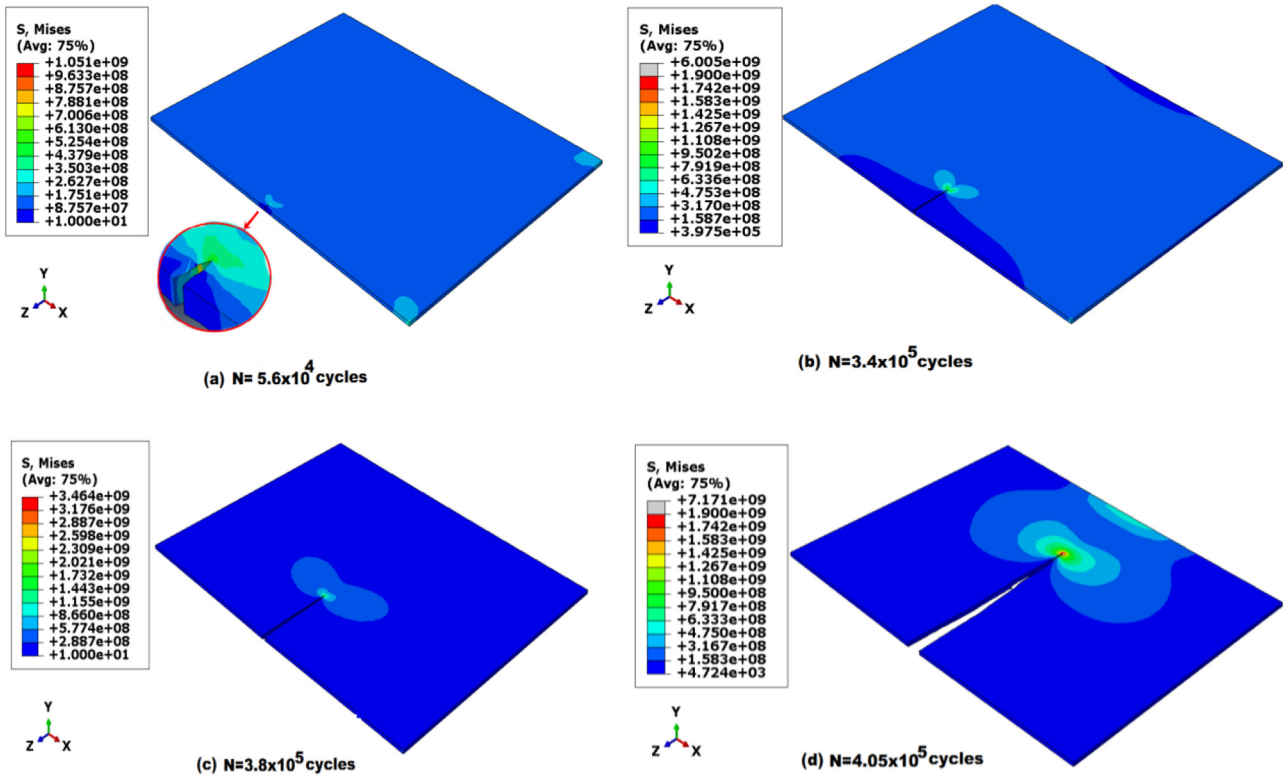 S, Mises
(Avg: 75%)
+1.051e+09
+9.633e+08
+8.757e+08
+7.881e+08
+7.006e+08
+6.130e+08
+5.254e+08
+4.379e+08
+3.503e+08
+2.627e+08
+1.751e+08
+8.757e+07
+1.000e+01
Y
Z X
(a) N= 5.6x10⁴ cycles
S, Mises
(Avg: 75%)
+6.005e+09
+1.900e+09
+1.742e+09
+1.583e+09
+1.425e+09
+1.267e+09
+1.108e+09
+9.502e+08
+7.919e+08
+6.336e+08
+4.753e+08
+3.170e+08
+1.587e+08
+3.975e+05
Y
Z X
(b) N=3.4x10⁵ cycles
S, Mises
(Avg: 75%)
+3.464e+09
+3.176e+09
+2.887e+09
+2.598e+09
+2.309e+09
+2.021e+09
+1.732e+09
+1.443e+09
+1.155e+09
+8.660e+08
+5.774e+08
+2.887e+08
+1.000e+01
Y
Z X
(c) N=3.8x10⁵ cycles
S, Mises
(Avg: 75%)
+7.171e+09
+1.900e+09
+1.742e+09
+1.583e+09
+1.425e+09
+1.267e+09
+1.108e+09
+9.500e+08
+7.917e+08
+6.333e+08
+4.750e+08
+3.167e+08
+1.583e+08
+4.724e+03
Y
Z X
(d) N=4.05x10⁵ cycles